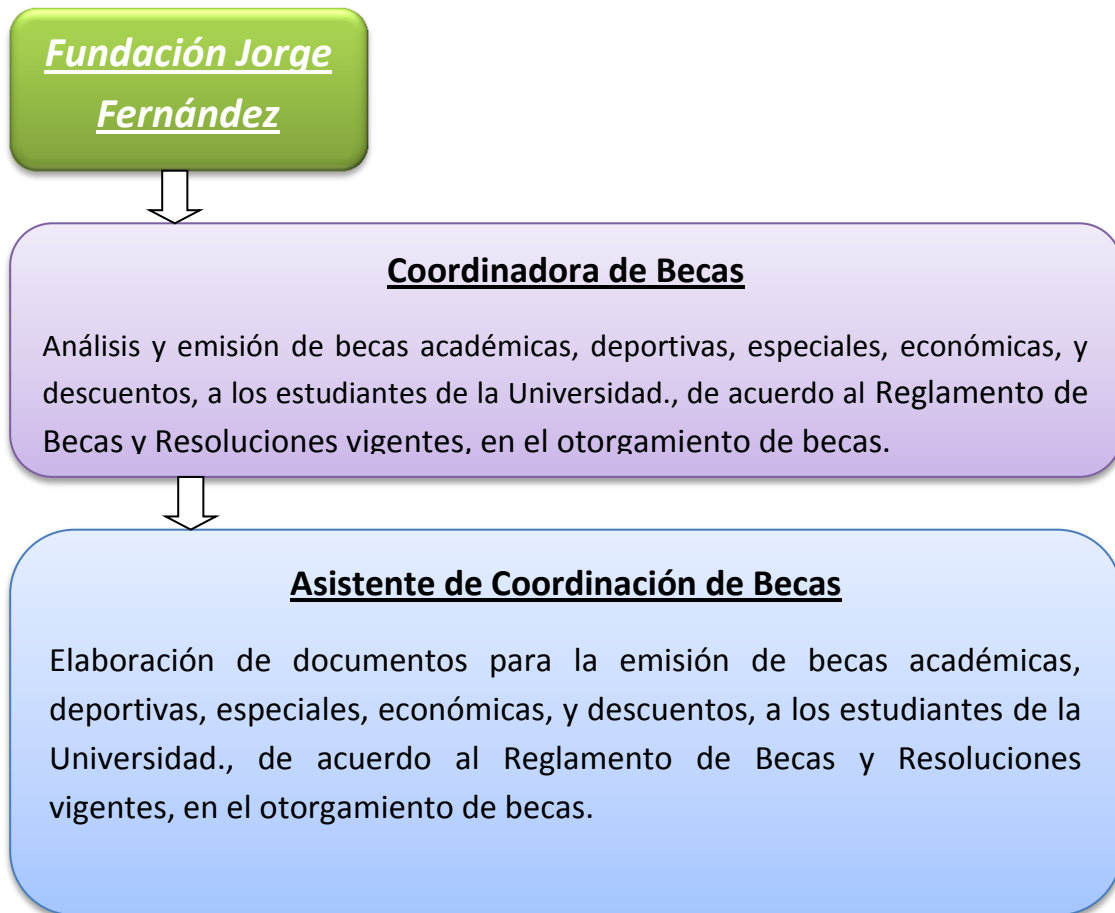 Fundación Jorge
Fernández
Coordinadora de Becas
Análisis y emisión de becas académicas, deportivas, especiales, económicas, y
descuentos, a los estudiantes de la Universidad., de acuerdo al Reglamento de
Becas y Resoluciones vigentes, en el otorgamiento de becas.
Asistente de Coordinación de Becas
Elaboración de documentos para la emisión de becas académicas,
deportivas, especiales, económicas, y descuentos, a los estudiantes de la
Universidad., de acuerdo al Reglamento de Becas y Resoluciones
vigentes, en el otorgamiento de becas.